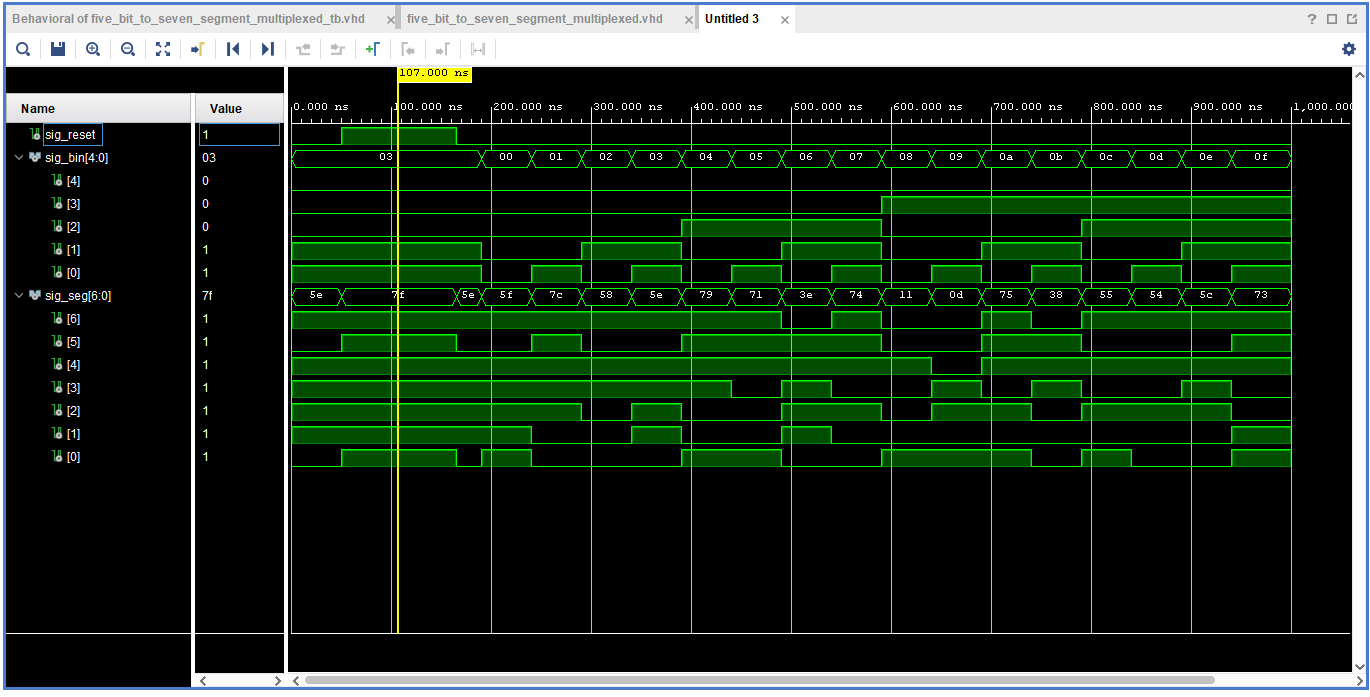 Behavioral of five_bit_to_seven_segment_multiplexed_tb.vhd × five_bit_to_seven_segment_multiplexed.vhd × Untitled 3 ×
107.000 ns
Name Value 0.000 ns 100.000 ns 200.000 ns 300.000 ns 400.000 ns 500.000 ns 600.000 ns 700.000 ns 800.000 ns 900.000 ns 1,000.000
sig_reset 1
sig_bin[4:0] 03 03 00 01 02 03 04 05 06 07 08 09 0a 0b 0c 0d 0e 0f
[4] 0
[3] 0
[2] 0
[1] 1
[0] 1
sig_seg[6:0] 7f 5e 7f 5e 5f 7c 58 5e 79 71 3e 74 11 0d 75 38 55 54 5c 73
[6] 1
[5] 1
[4] 1
[3] 1
[2] 1
[1] 1
[0] 1